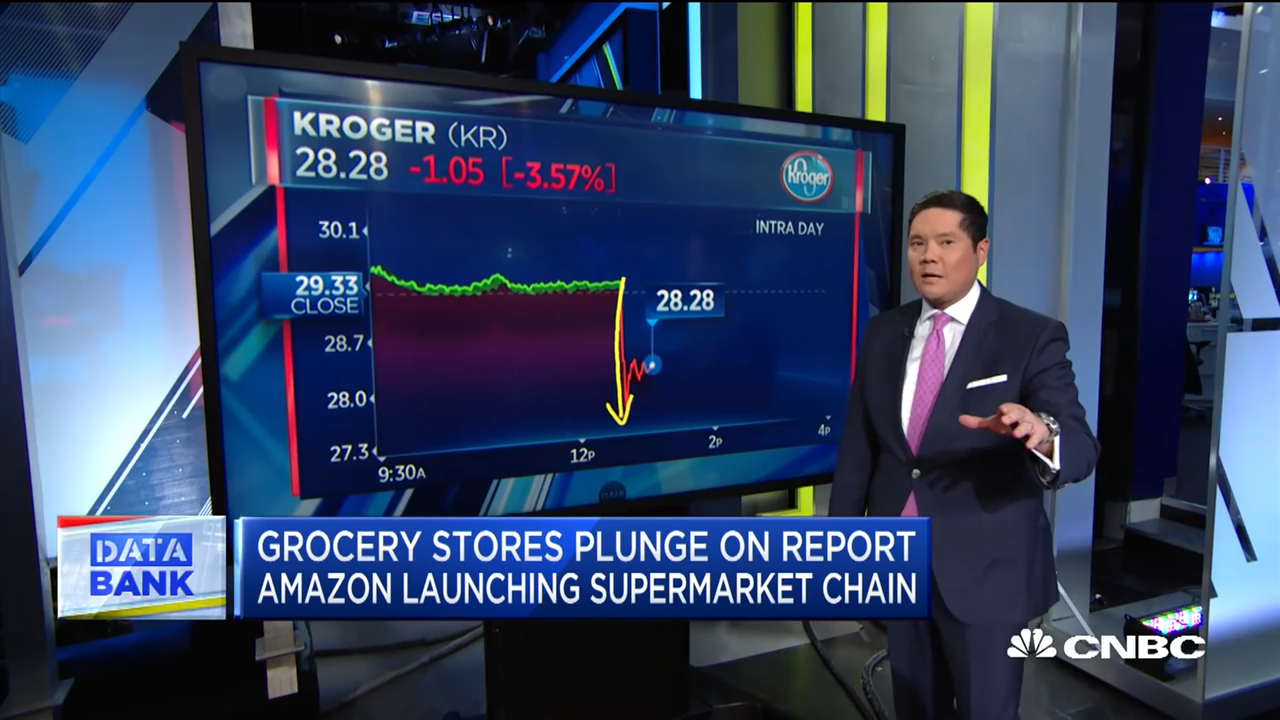 KROGER (KR)
28.28 -1.05 [-3.57%]
Kroger
INTRA DAY
30.1
29.33
CLOSE
28.28
28.7
28.0
27.3
9:30A
12P
2P
4P
CLEAR
DATA
BANK
GROCERY STORES PLUNGE ON REPORT
AMAZON LAUNCHING SUPERMARKET CHAIN
CNBC